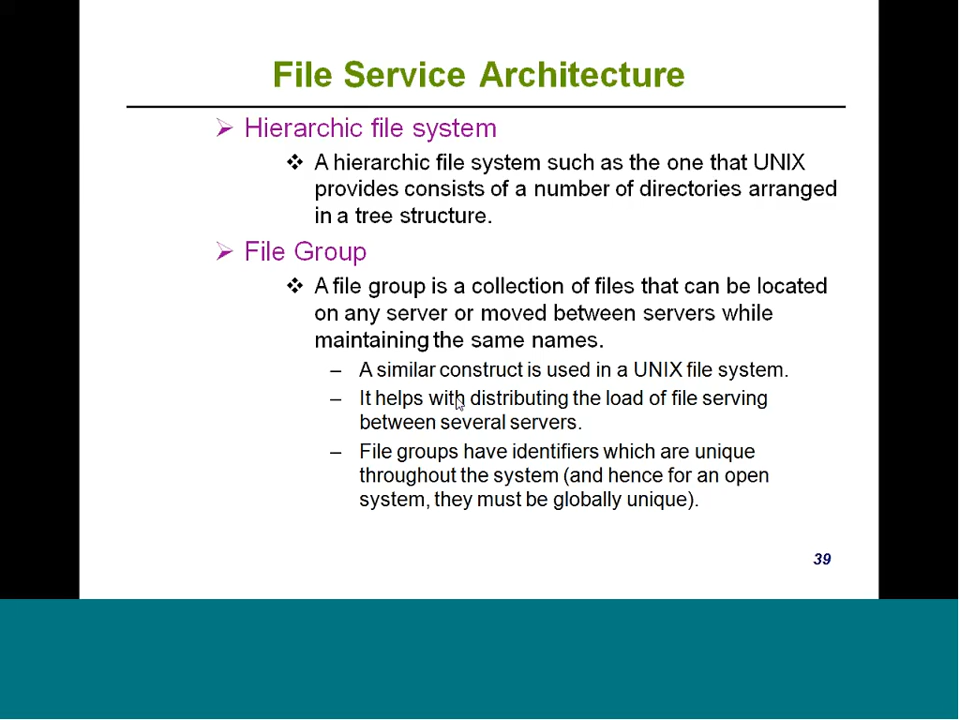 File Service Architecture
Hierarchic file system
A hierarchic file system such as the one that UNIX
provides consists of a number of directories arranged
in a tree structure.
File Group
A file group is a collection of files that can be located
on any server or moved between servers while
maintaining the same names.
– A similar construct is used in a UNIX file system.
– It helps with distributing the load of file serving
between several servers.
– File groups have identifiers which are unique
throughout the system (and hence for an open
system, they must be globally unique).
39